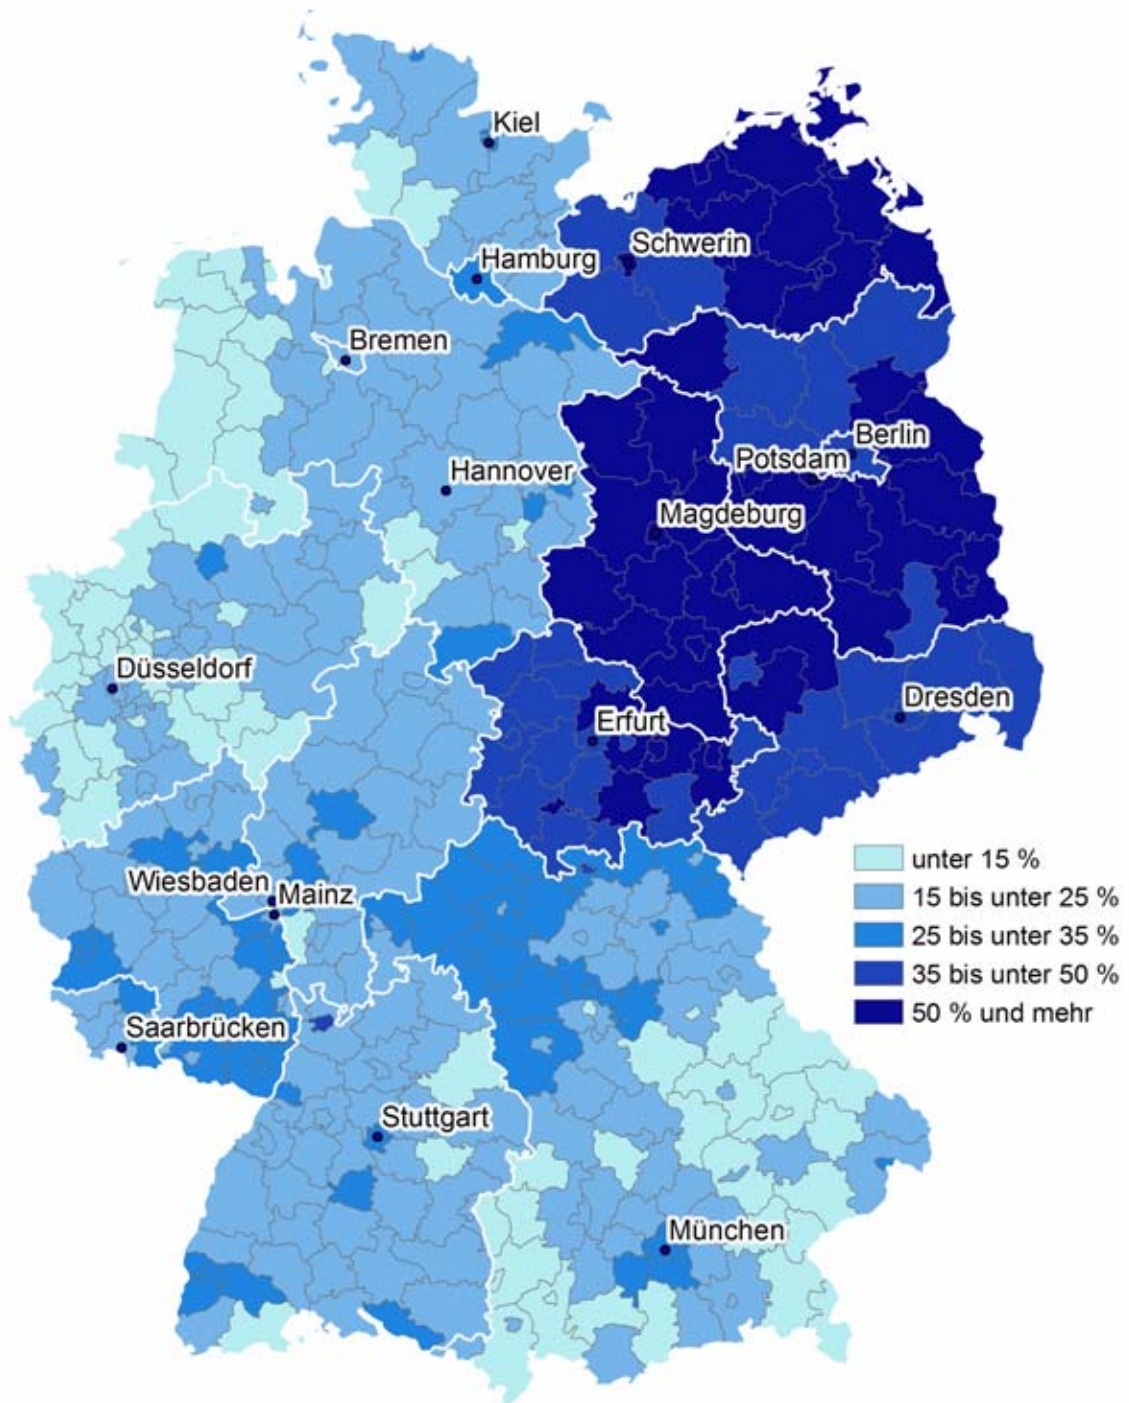 Kiel
Schwerin
Hamburg
Bremen
Berlin
Hannover
Potsdam
Magdeburg
Düsseldorf
Dresden
Erfurt
Wiesbaden
Mainz
Saarbrücken
Stuttgart
München
unter 15 %
15 bis unter 25 %
25 bis unter 35 %
35 bis unter 50 %
50 % und mehr